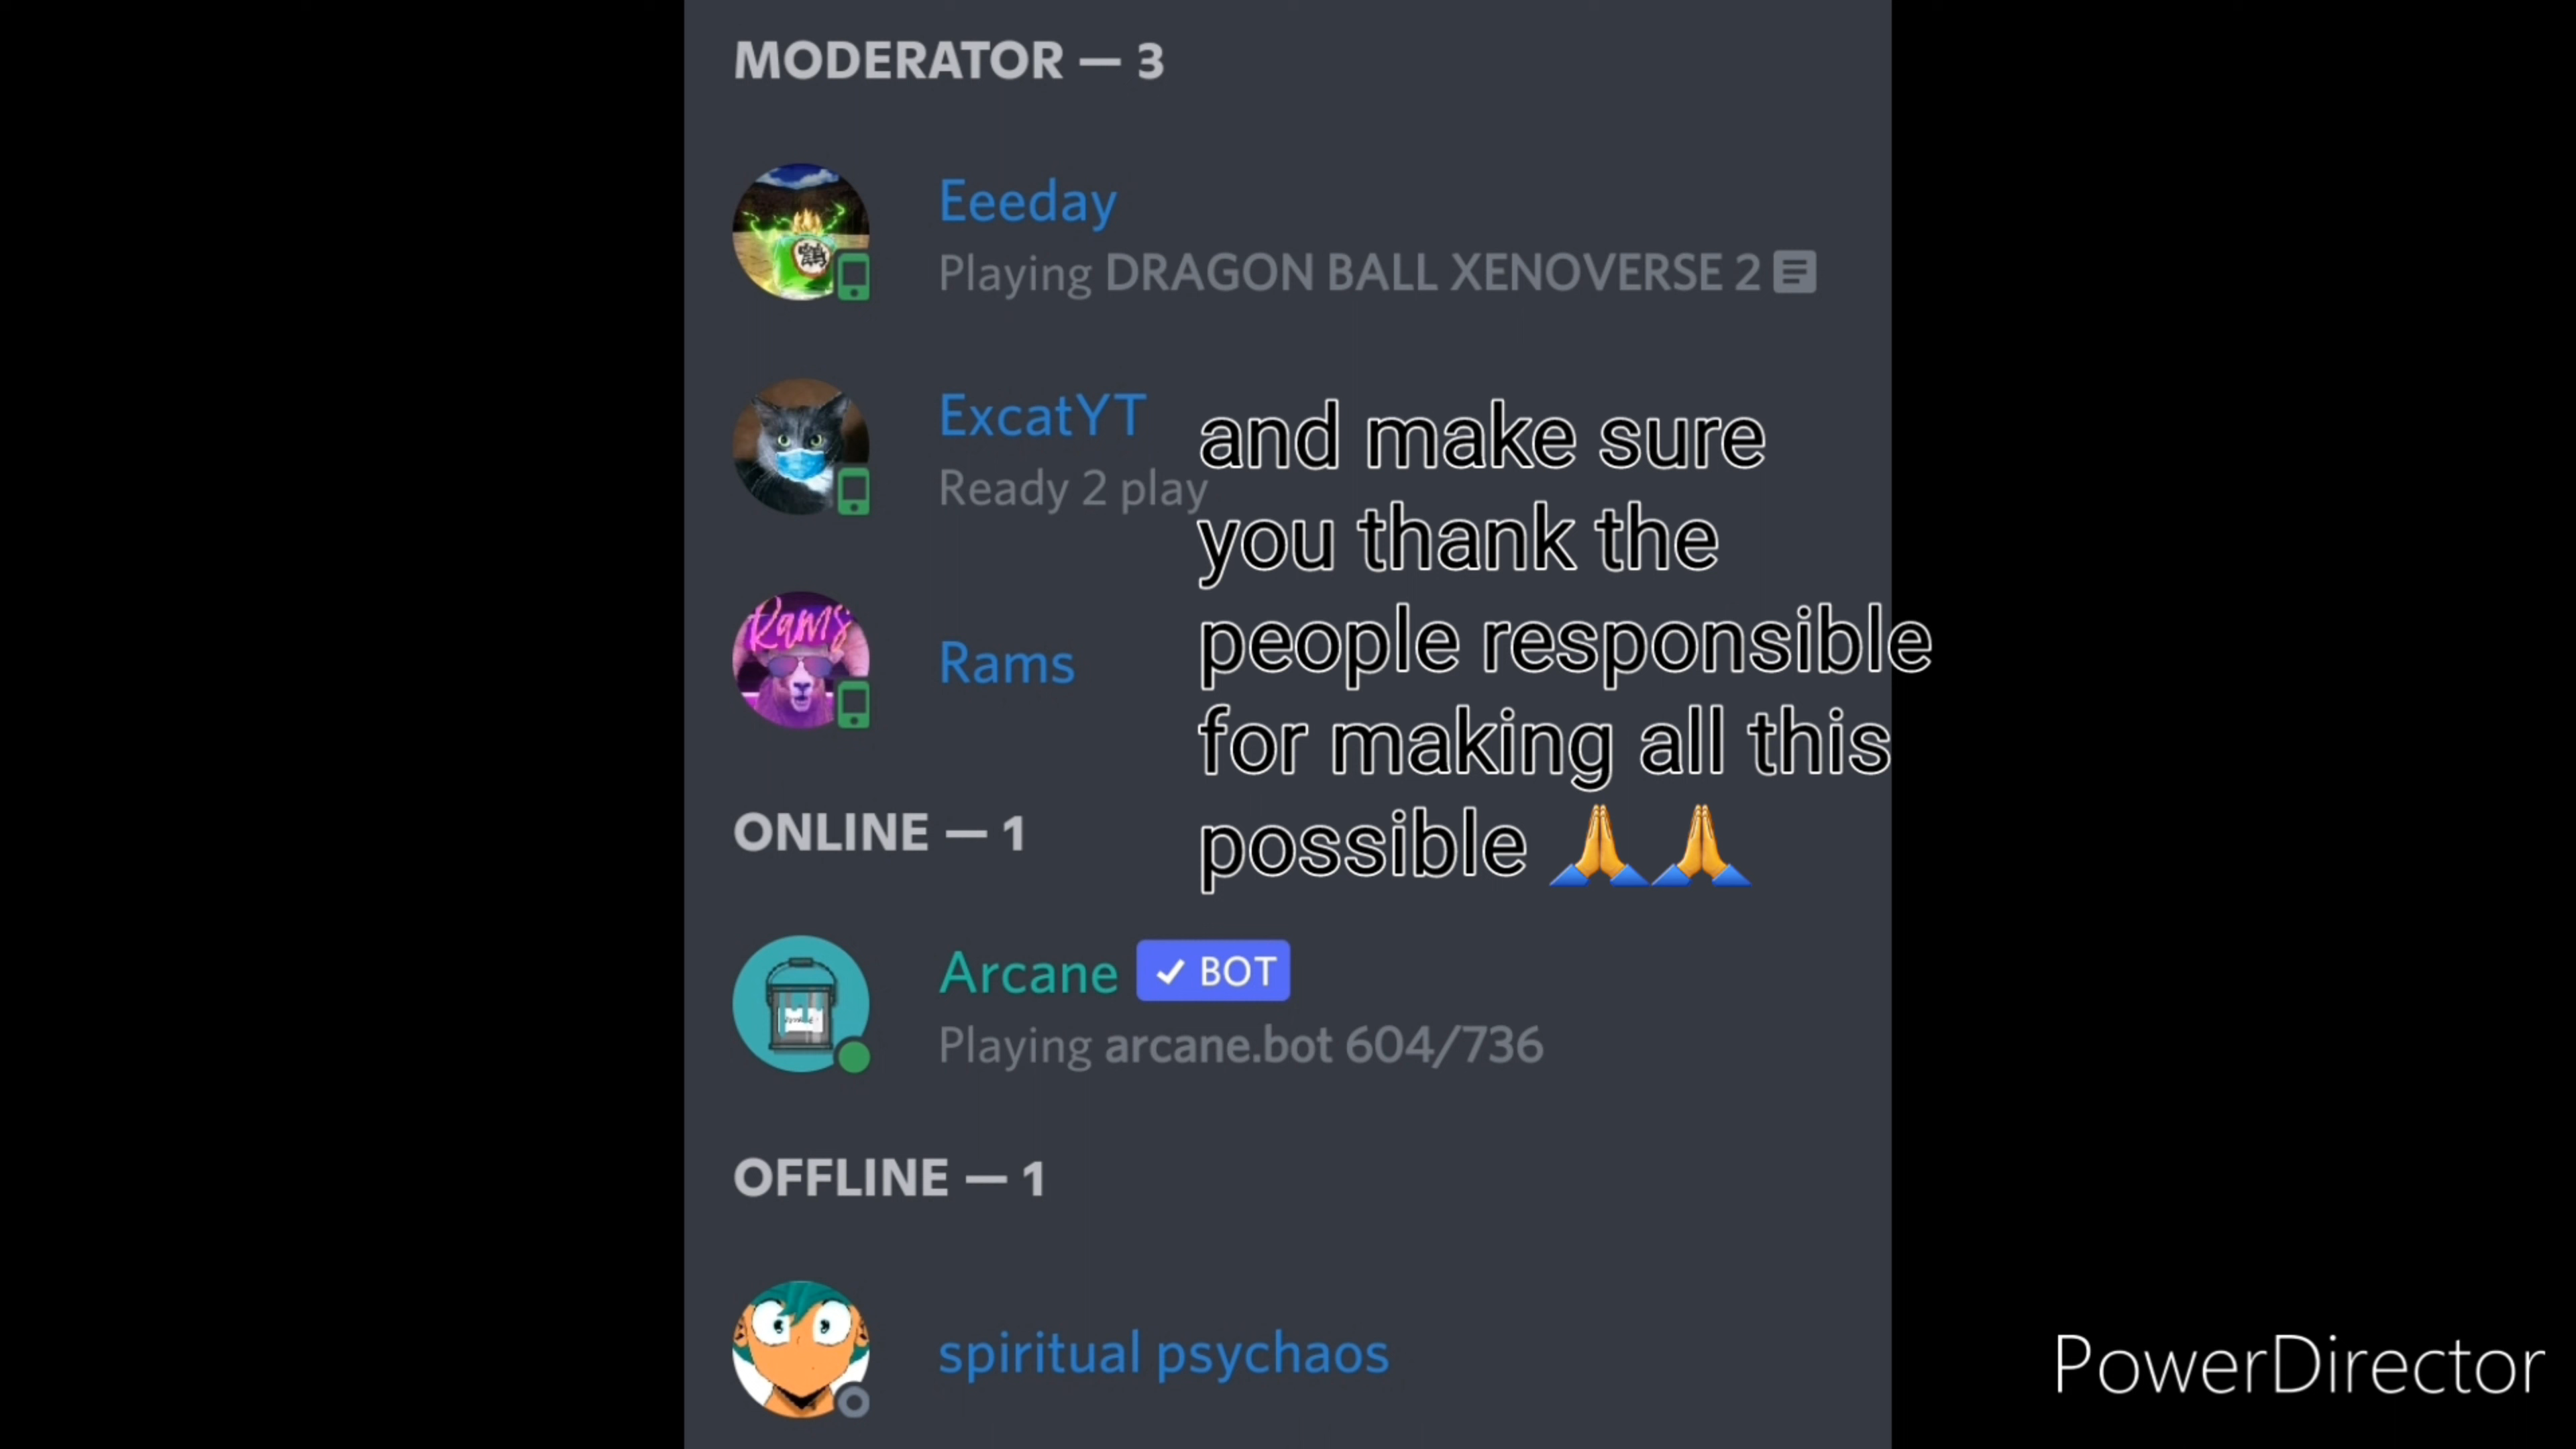 MODERATOR — 3
Eeeday
Playing DRAGON BALL XENOVERSE 2
ExcatYT
Ready 2 play
and make sure
you thank the
people responsible
for making all this
possible 🙏🙏
Rams
Rams
ONLINE — 1
Arcane ✓ BOT
Playing arcane.bot 604/736
OFFLINE — 1
spiritual psychaos
PowerDirector